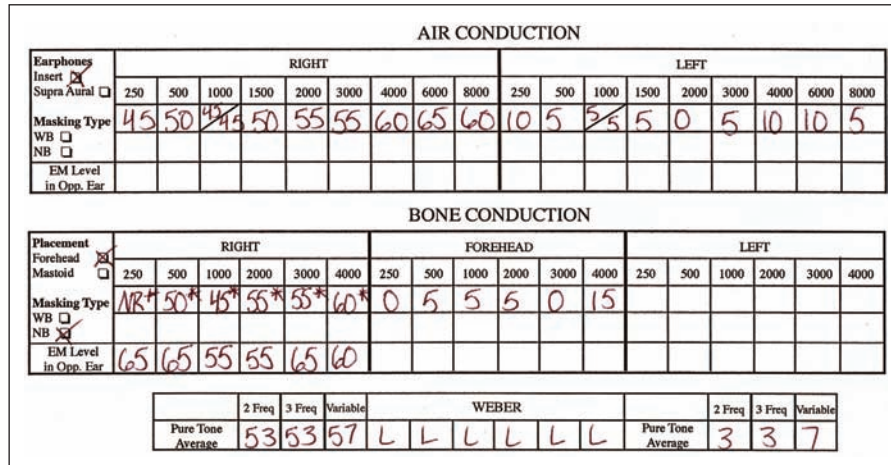 AIR CONDUCTION
Earphones RIGHT LEFT
Insert
Supra Aural 250 500 1000 1500 2000 3000 4000 6000 8000 250 500 1000 1500 2000 3000 4000 6000 8000
Masking Type 45 50 45/45 50 55 55 60 65 60 10 5 5/5 5 0 5 10 10 5
WB
NB
EM Level
in Opp. Ear
BONE CONDUCTION
Placement RIGHT FOREHEAD LEFT
Forehead
Mastoid 250 500 1000 2000 3000 4000 250 500 1000 2000 3000 4000 250 500 1000 2000 3000 4000
Masking Type NR* 50* 45* 55* 55* 60* 0 5 5 5 0 15
WB
NB
EM Level
in Opp. Ear 65 65 55 55 65 60
2 Freq 3 Freq Variable WEBER 2 Freq 3 Freq Variable
Pure Tone
Average 53 53 57 L L L L L L Pure Tone
Average 3 3 7